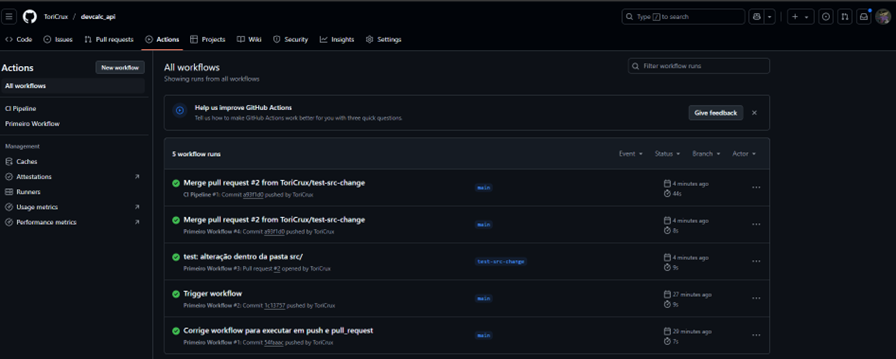 ToriCrux / devcalc_api
Type / to search
Code Issues Pull requests Actions Projects Wiki Security Insights Settings
Actions
New workflow
All workflows
CI Pipeline
Primeiro Workflow
Management
Caches
Attestations
Runners
Usage metrics
Performance metrics
All workflows
Showing runs from all workflows
Filter workflow runs
Help us improve GitHub Actions
Tell us how to make GitHub Actions work better for you with three quick questions.
Give feedback
5 workflow runs
Event Status Branch Actor
Merge pull request #2 from ToriCrux/test-src-change
CI Pipeline #1: Commit a93f1d0 pushed by ToriCrux
main
4 minutes ago
44s
Merge pull request #2 from ToriCrux/test-src-change
Primeiro Workflow #4: Commit a93f1d0 pushed by ToriCrux
main
4 minutes ago
8s
test: alteração dentro da pasta src/
Primeiro Workflow #3: Pull request #2 opened by ToriCrux
test-src-change
4 minutes ago
9s
Trigger workflow
Primeiro Workflow #2: Commit 1c13757 pushed by ToriCrux
main
27 minutes ago
9s
Corrige workflow para executar em push e pull_request
Primeiro Workflow #1: Commit pushed by ToriCrux
main
29 minutes ago
7s